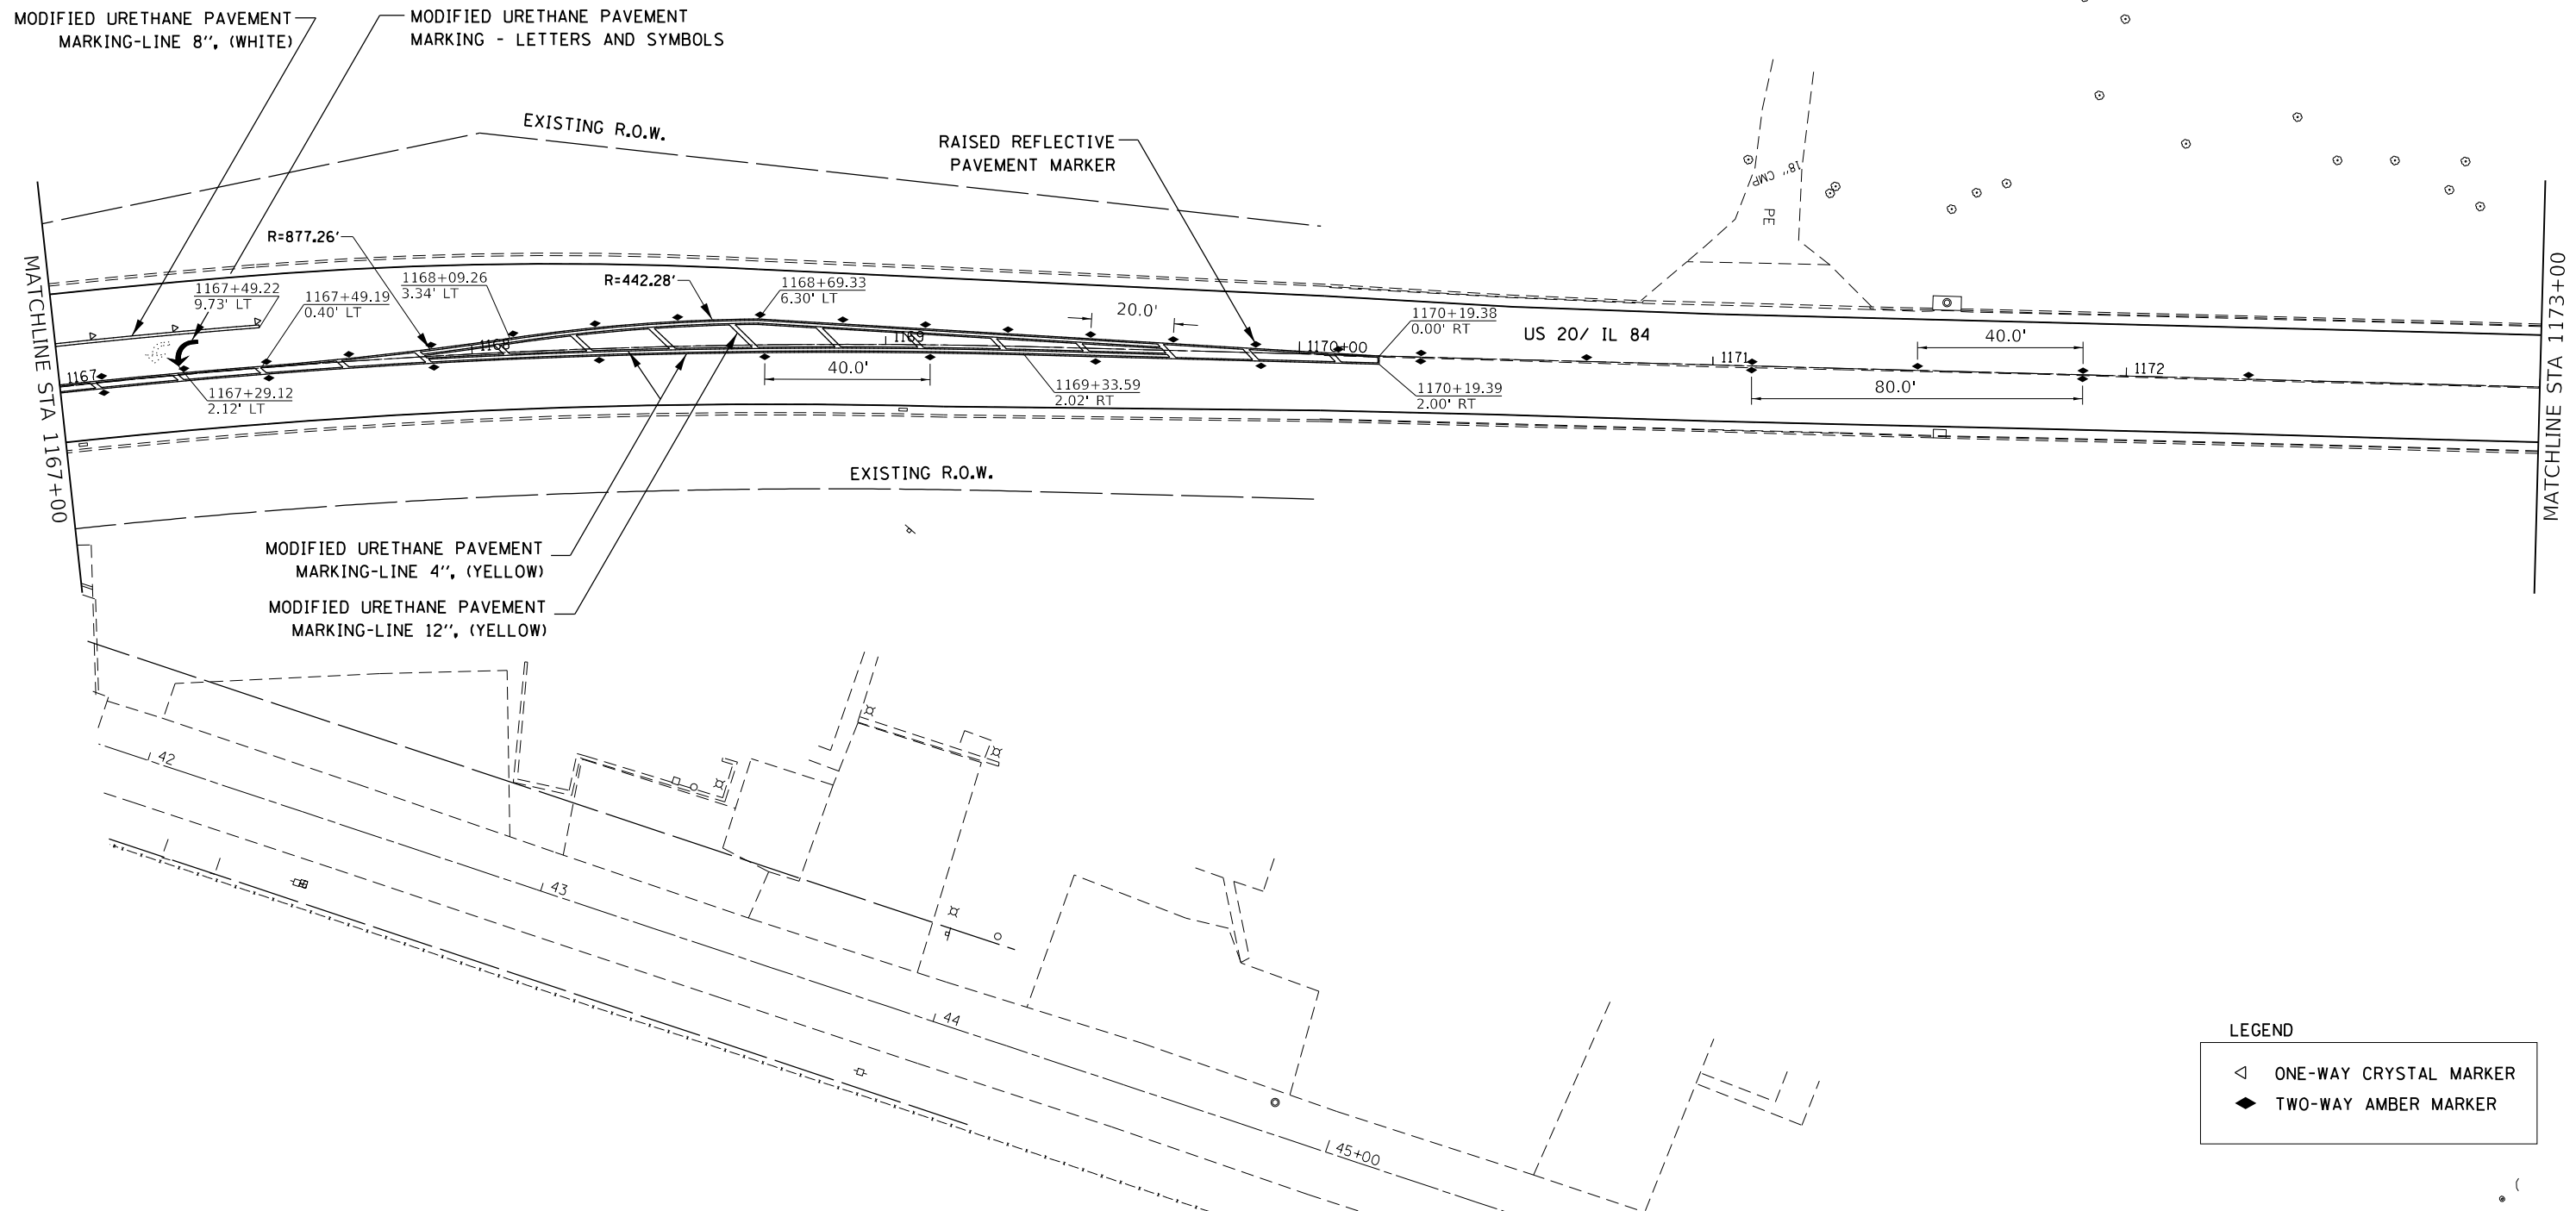 MODIFIED URETHANE PAVEMENT
MARKING-LINE 8", (WHITE)
MODIFIED URETHANE PAVEMENT
MARKING - LETTERS AND SYMBOLS
EXISTING R.O.W.
RAISED REFLECTIVE
PAVEMENT MARKER
18" CMP
PE
MATCHLINE STA 1167+00
MATCHLINE STA 1173+00
R=877.26'
1167+49.22
9.73' LT
1167+49.19
0.40' LT
1168+09.26
3.34' LT
R=442.28'
1168+69.33
6.30' LT
20.0'
1170+19.38
0.00' RT
US 20/ IL 84
40.0'
1167
1168
1169
1170+00
1171
1172
1167+29.12
2.12' LT
40.0'
1169+33.59
2.02' RT
1170+19.39
2.00' RT
80.0'
EXISTING R.O.W.
MODIFIED URETHANE PAVEMENT
MARKING-LINE 4", (YELLOW)
MODIFIED URETHANE PAVEMENT
MARKING-LINE 12", (YELLOW)
42
43
44
45+00
LEGEND
ONE-WAY CRYSTAL MARKER
TWO-WAY AMBER MARKER